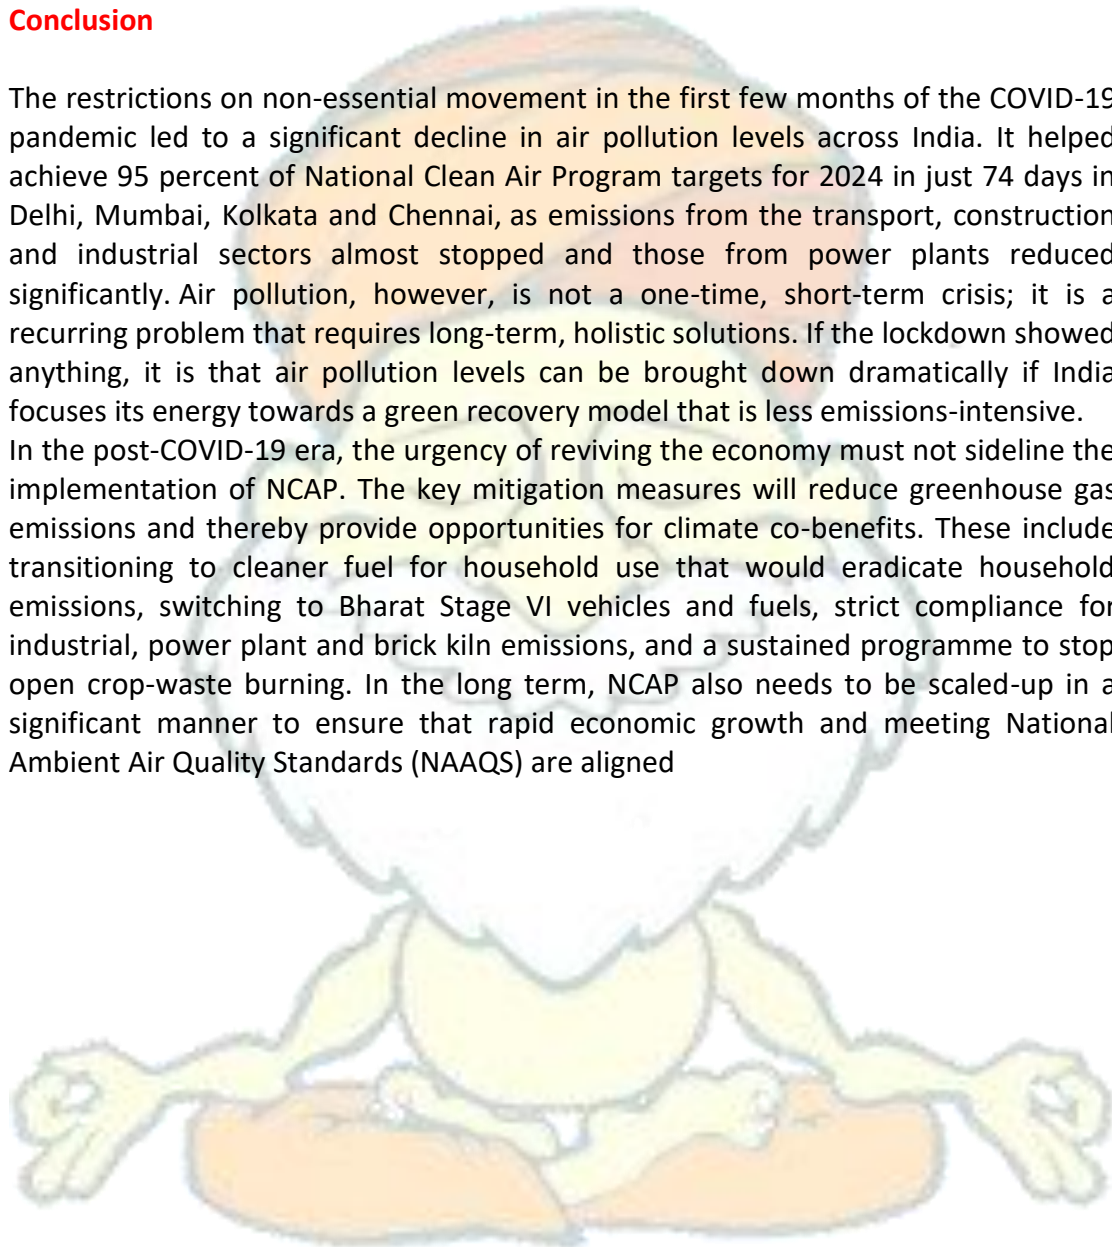 Conclusion
The restrictions on non-essential movement in the first few months of the COVID-19
pandemic led to a significant decline in air pollution levels across India. It helped
achieve 95 percent of National Clean Air Program targets for 2024 in just 74 days in
Delhi, Mumbai, Kolkata and Chennai, as emissions from the transport, construction
and industrial sectors almost stopped and those from power plants reduced
significantly. Air pollution, however, is not a one-time, short-term crisis; it is a
recurring problem that requires long-term, holistic solutions. If the lockdown showed
anything, it is that air pollution levels can be brought down dramatically if India
focuses its energy towards a green recovery model that is less emissions-intensive.
In the post-COVID-19 era, the urgency of reviving the economy must not sideline the
implementation of NCAP. The key mitigation measures will reduce greenhouse gas
emissions and thereby provide opportunities for climate co-benefits. These include
transitioning to cleaner fuel for household use that would eradicate household
emissions, switching to Bharat Stage VI vehicles and fuels, strict compliance for
industrial, power plant and brick kiln emissions, and a sustained programme to stop
open crop-waste burning. In the long term, NCAP also needs to be scaled-up in a
significant manner to ensure that rapid economic growth and meeting National
Ambient Air Quality Standards (NAAQS) are aligned